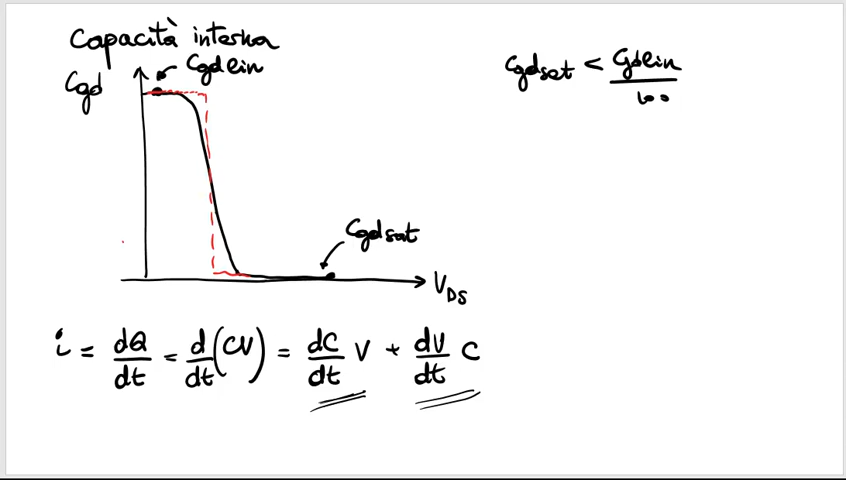 Capacità interna
Cgdlin
Cgd
Cgdsat < Cgdlin / 100
Cgdsat
VDS
i = dQ/dt = d/dt (CV) = dC/dt V + dV/dt C